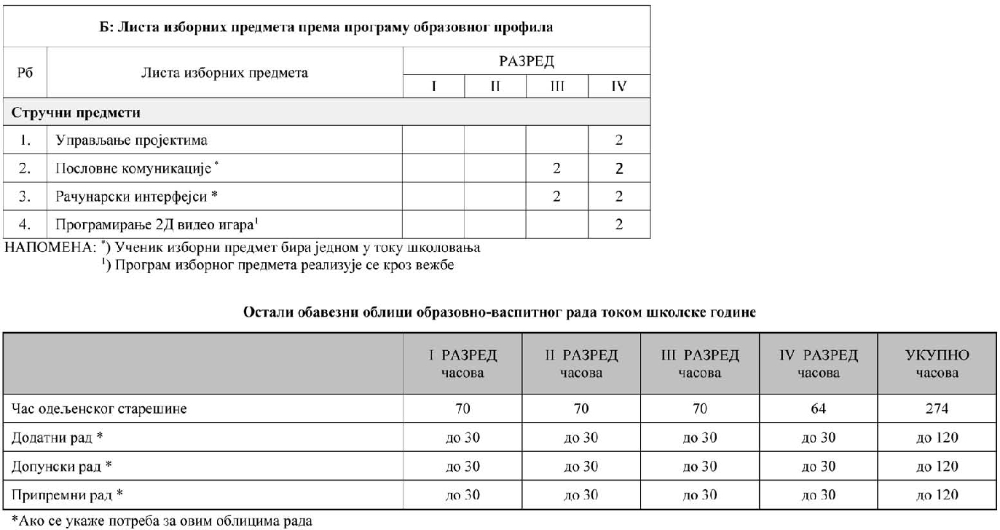 Б: Листа изборних предмета према програму образовног профила
Рб Листа изборних предмета РАЗРЕД
I II III IV
Стручни предмети
1. Управљање пројектима 2
2. Пословне комуникације * 2 2
3. Рачунарски интерфејси * 2 2
4. Програмирање 2Д видео игара¹ 2
НАПОМЕНА: *) Ученик изборни предмет бира једном у току школовања
¹) Програм изборног предмета реализује се кроз вежбе
Остали обавезни облици образовно-васпитног рада током школске године
I РАЗРЕД II РАЗРЕД III РАЗРЕД IV РАЗРЕД УКУПНО
часова часова часова часова часова
Час одељенског старешине 70 70 70 64 274
Додатни рад * до 30 до 30 до 30 до 30 до 120
Допунски рад * до 30 до 30 до 30 до 30 до 120
Припремни рад * до 30 до 30 до 30 до 30 до 120
*Ако се укаже потреба за овим облицима рада